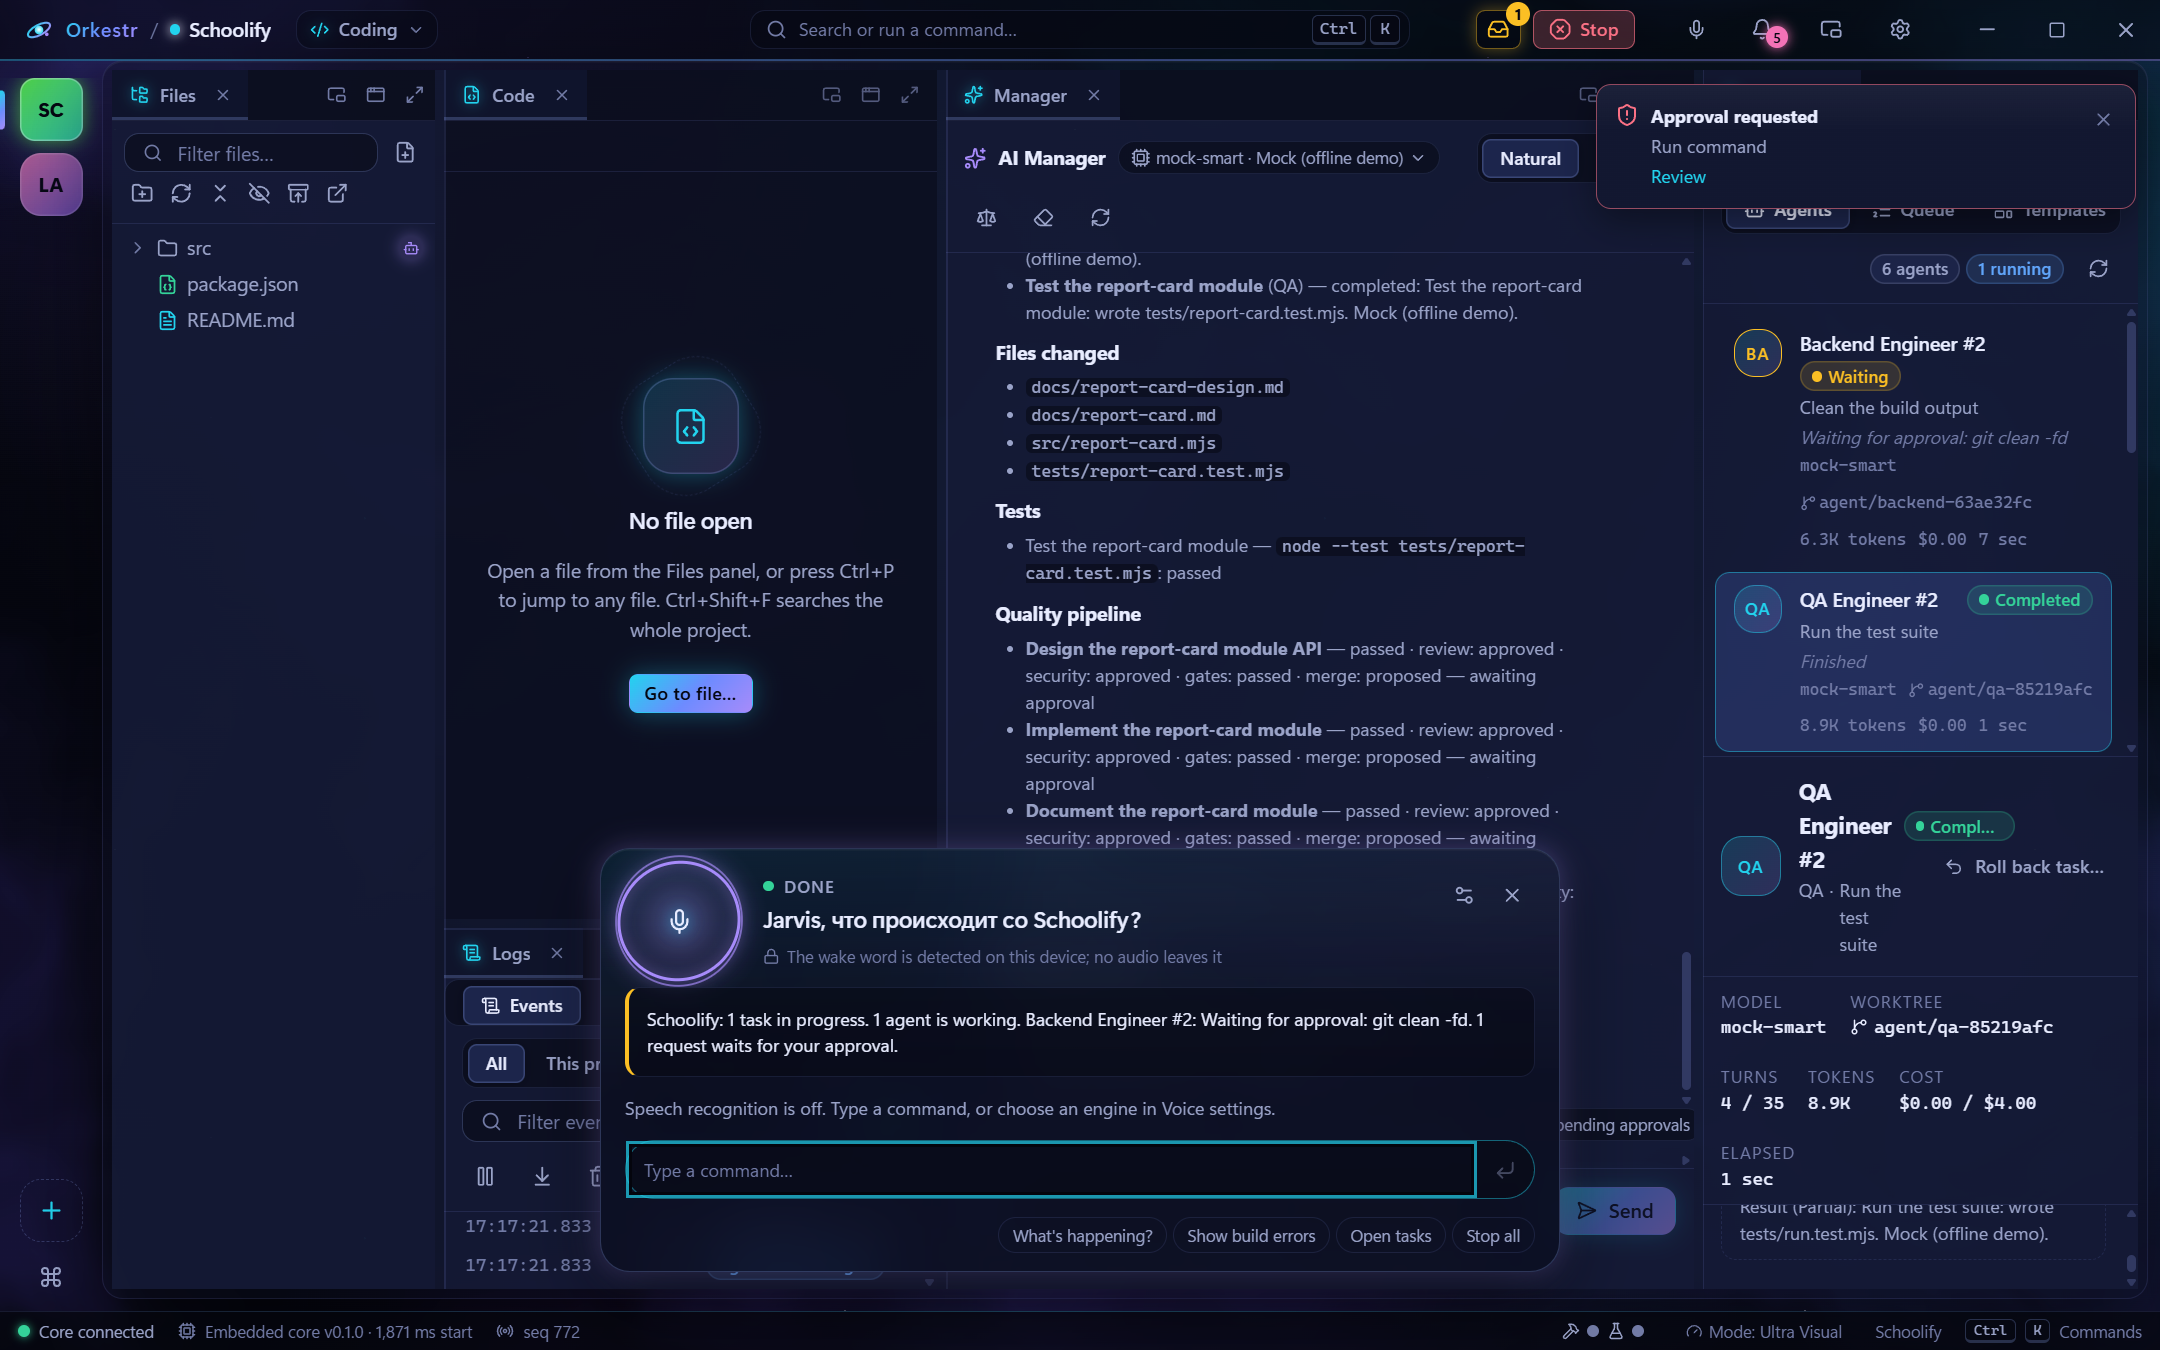 Orkestr / Schoolify
Coding
Search or run a command...
Ctrl K
1
Stop
5
SC
LA
Files
Filter files...
src
package.json
README.md
Code
No file open
Open a file from the Files panel, or press Ctrl+P
to jump to any file. Ctrl+Shift+F searches the
whole project.
Go to file...
Logs
Events
All
This pr
Filter ever
17:17:21.833
17:17:21.833
Manager
AI Manager
mock-smart · Mock (offline demo)
Natural
(offline demo).
• Test the report-card module (QA) — completed: Test the report-card
module: wrote tests/report-card.test.mjs. Mock (offline demo).
Files changed
• docs/report-card-design.md
• docs/report-card.md
• src/report-card.mjs
• tests/report-card.test.mjs
Tests
• Test the report-card module — node --test tests/report-
card.test.mjs: passed
Quality pipeline
• Design the report-card module API — passed · review: approved ·
security: approved · gates: passed · merge: proposed — awaiting
approval
• Implement the report-card module — passed · review: approved ·
security: approved · gates: passed · merge: proposed — awaiting
approval
• Document the report-card module — passed · review: approved ·
security: approved · gates: passed · merge: proposed — awaiting
y:
pending approvals
Send
DONE
Jarvis, что происходит со Schoolify?
The wake word is detected on this device; no audio leaves it
Schoolify: 1 task in progress. 1 agent is working. Backend Engineer #2: Waiting for approval: git clean -fd. 1
request waits for your approval.
Speech recognition is off. Type a command, or choose an engine in Voice settings.
Type a command...
What's happening?
Show build errors
Open tasks
Stop all
Approval requested
Run command
Review
Agents
Queue
Templates
6 agents
1 running
BA
Backend Engineer #2
Waiting
Clean the build output
Waiting for approval: git clean -fd
mock-smart
agent/backend-63ae32fc
6.3K tokens $0.00 7 sec
QA
QA Engineer #2
Completed
Run the test suite
Finished
mock-smart agent/qa-85219afc
8.9K tokens $0.00 1 sec
QA
QA
Engineer
#2
Compl...
QA · Run the
test
suite
Roll back task...
MODEL WORKTREE
mock-smart agent/qa-85219afc
TURNS TOKENS COST
4 / 35 8.9K $0.00 / $4.00
ELAPSED
1 sec
Result (Partial): Run the test suite: wrote
tests/run.test.mjs. Mock (offline demo).
Core connected
Embedded core v0.1.0 · 1,871 ms start
seq 772
Mode: Ultra Visual
Schoolify
Ctrl K Commands